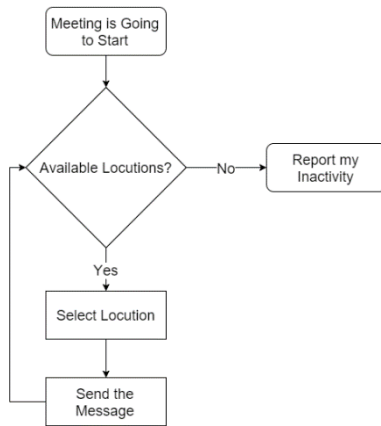 Meeting is Going
to Start
Available Locutions?
No
Report my
Inactivity
Yes
Select Locution
Send the
Message